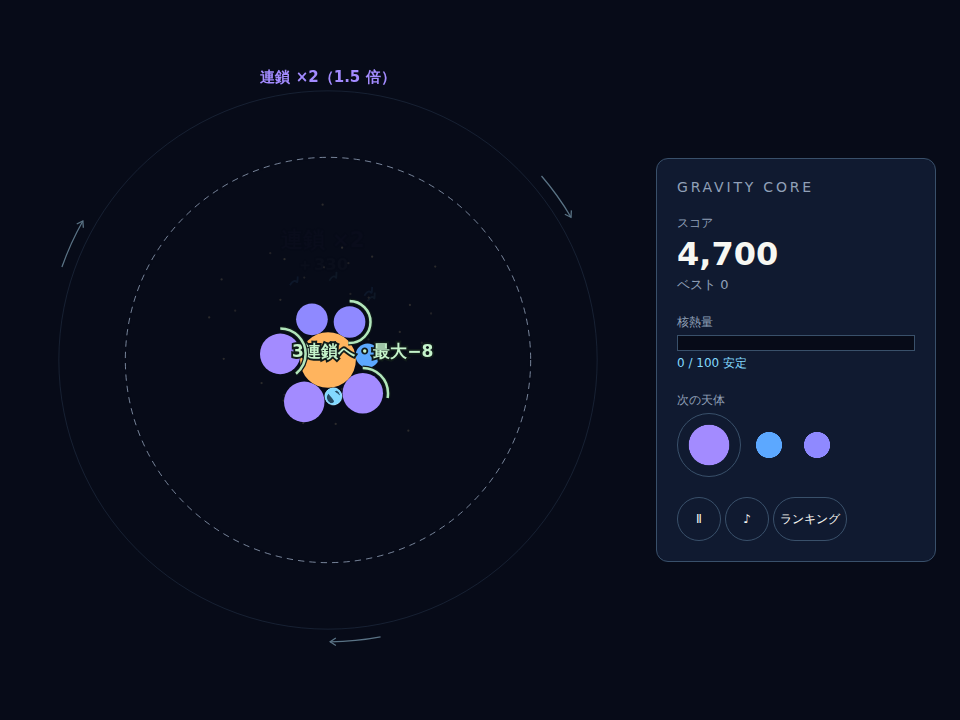 連鎖 ×2（1.5 倍）
3連鎖へ
最大−8
GRAVITY CORE
スコア
4,700
ベスト 0
核熱量
0 / 100 安定
次の天体
Ⅱ
♪
ランキング